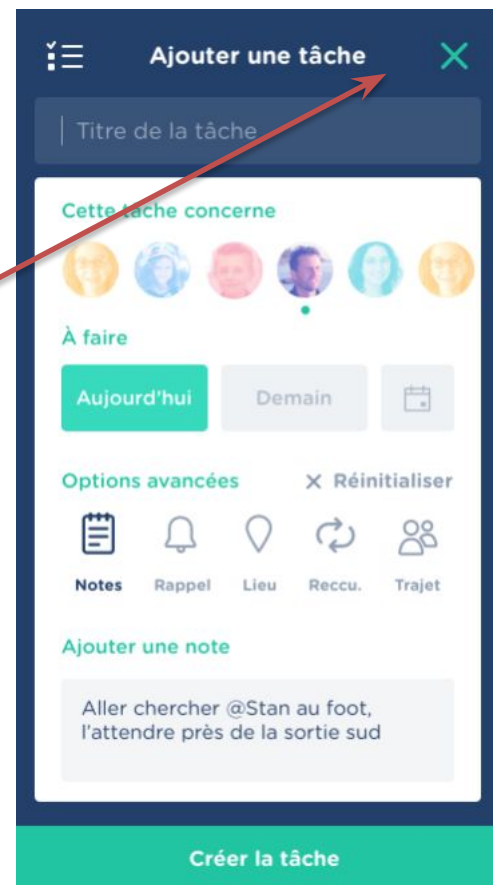 Ajouter une tâche
Titre de la tâche
Cette tâche concerne
À faire
Aujourd'hui Demain
Options avancées Réinitialiser
Notes Rappel Lieu Reccu. Trajet
Ajouter une note
Aller chercher @Stan au foot,
l'attendre près de la sortie sud
Créer la tâche